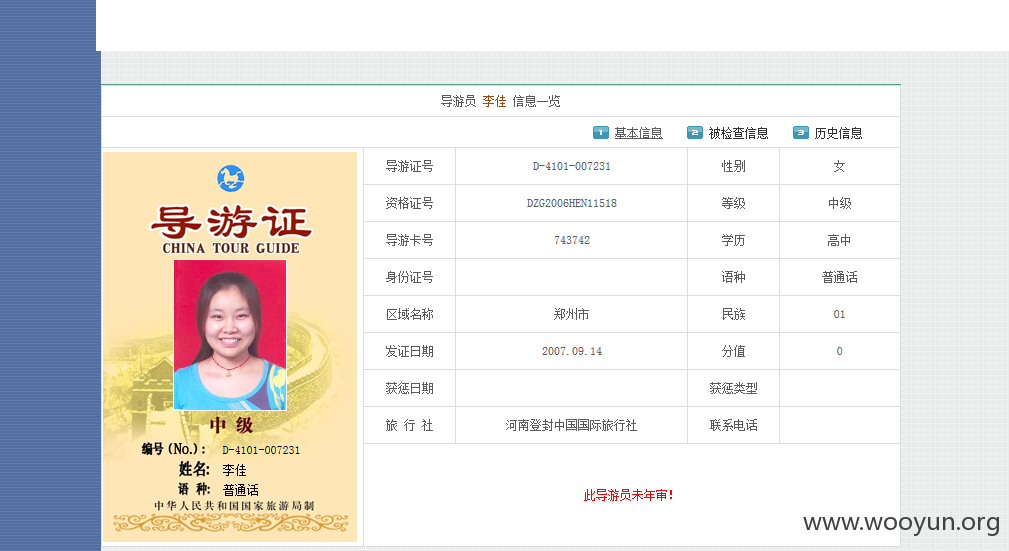 导游员 李佳 信息一览
1 基本信息 2 被检查信息 3 历史信息
导游证
CHINA TOUR GUIDE
中 级
编号 (No.) : D-4101-007231
姓名: 李佳
语 种: 普通话
中华人民共和国国家旅游局制
导游证号 D-4101-007231 性别 女
资格证号 DZG2006HEN11518 等级 中级
导游卡号 743742 学历 高中
身份证号 语种 普通话
区域名称 郑州市 民族 01
发证日期 2007.09.14 分值 0
获惩日期 获惩类型
旅 行 社 河南登封中国国际旅行社 联系电话
此导游员未年审!
www.wooyun.org